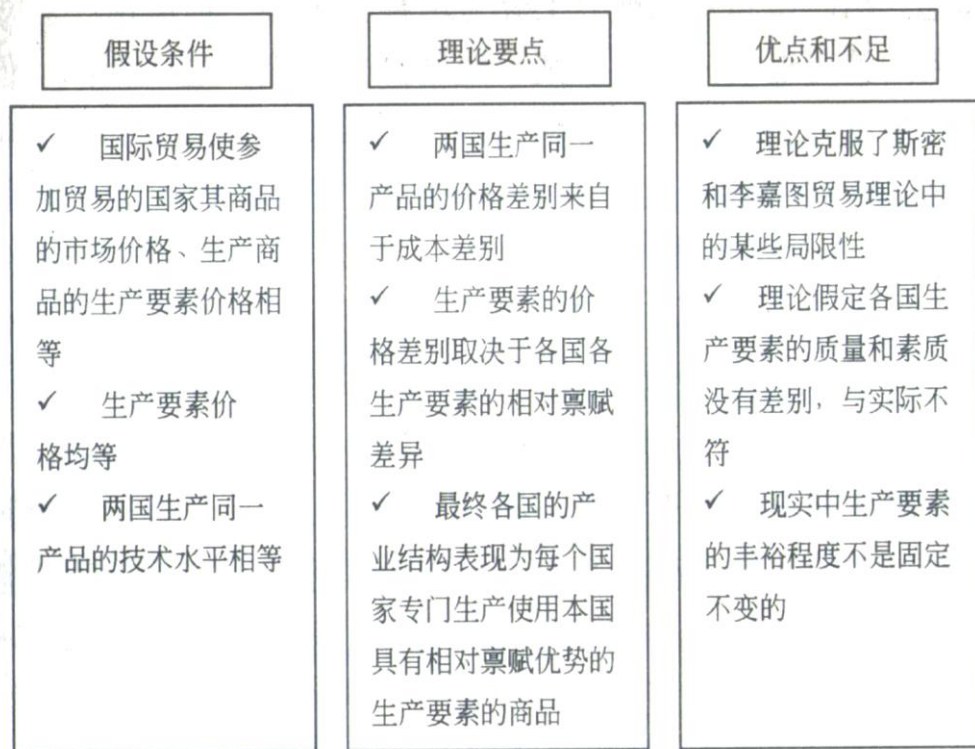 假设条件
✓ 国际贸易使参
加贸易的国家其商品
的市场价格、生产商
品的生产要素价格相
等
✓ 生产要素价
格均等
✓ 两国生产同一
产品的技术水平相等
理论要点
✓ 两国生产同一
产品的价格差别来自
于成本差别
✓ 生产要素的价
格差别取决于各国各
生产要素的相对禀赋
差异
✓ 最终各国的产
业结构表现为每个国
家专门生产使用本国
具有相对禀赋优势的
生产要素的商品
优点和不足
✓ 理论克服了斯密
和李嘉图贸易理论中
的某些局限性
✓ 理论假定各国生
产要素的质量和素质
没有差别，与实际不
符
✓ 现实中生产要素
的丰裕程度不是固定
不变的